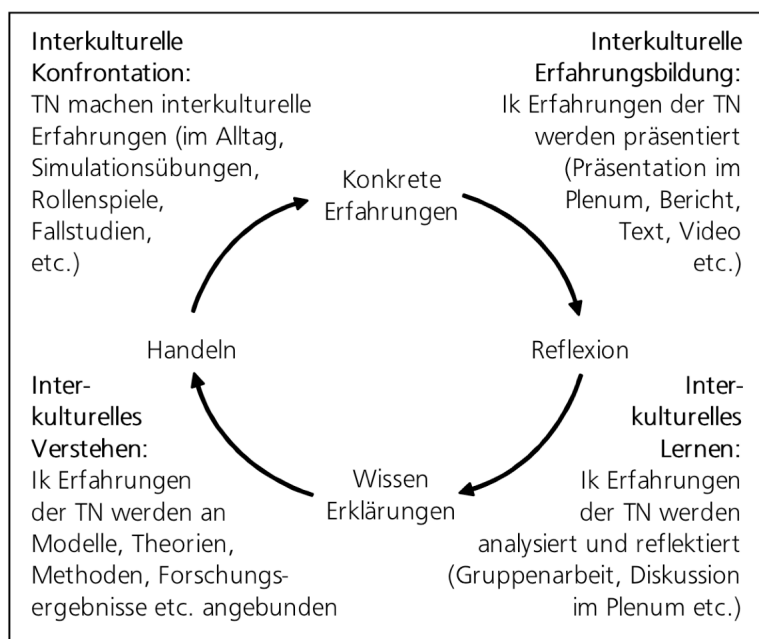 Interkulturelle
Konfrontation:
TN machen interkulturelle
Erfahrungen (im Alltag,
Simulationsübungen,
Rollenspiele,
Fallstudien,
etc.)
Interkulturelle
Erfahrungsbildung:
Ik Erfahrungen der TN
werden präsentiert
(Präsentation im
Plenum, Bericht,
Text, Video
etc.)
Konkrete
Erfahrungen
Handeln
Reflexion
Wissen
Erklärungen
Inter-
kulturelles
Verstehen:
Ik Erfahrungen
der TN werden an
Modelle, Theorien,
Methoden, Forschungs-
ergebnisse etc. angebunden
Inter-
kulturelles
Lernen:
Ik Erfahrungen
der TN werden
analysiert und reflektiert
(Gruppenarbeit, Diskussion
im Plenum etc.)